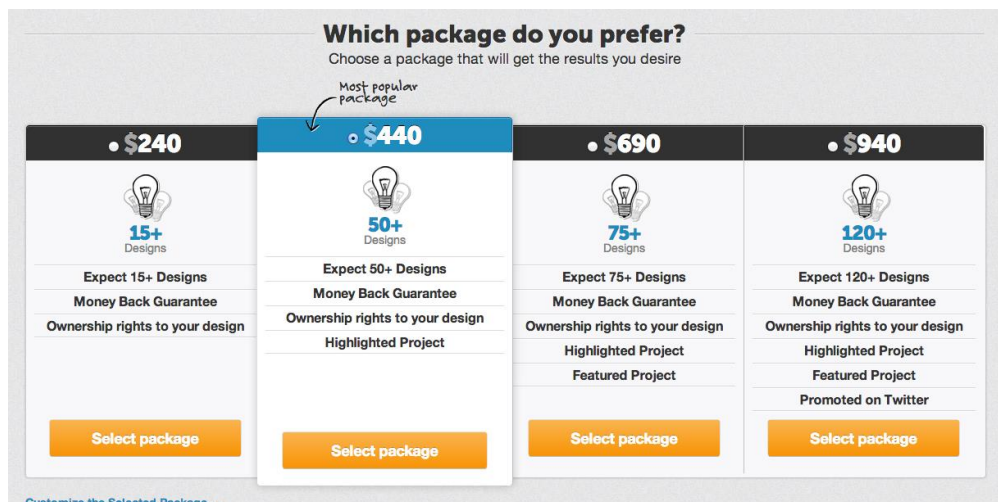 Which package do you prefer?
Choose a package that will get the results you desire
Most popular
package
$240
15+
Designs
Expect 15+ Designs
Money Back Guarantee
Ownership rights to your design
Select package
$440
50+
Designs
Expect 50+ Designs
Money Back Guarantee
Ownership rights to your design
Highlighted Project
Select package
$690
75+
Designs
Expect 75+ Designs
Money Back Guarantee
Ownership rights to your design
Highlighted Project
Featured Project
Select package
$940
120+
Designs
Expect 120+ Designs
Money Back Guarantee
Ownership rights to your design
Highlighted Project
Featured Project
Promoted on Twitter
Select package
Customize the Selected Package